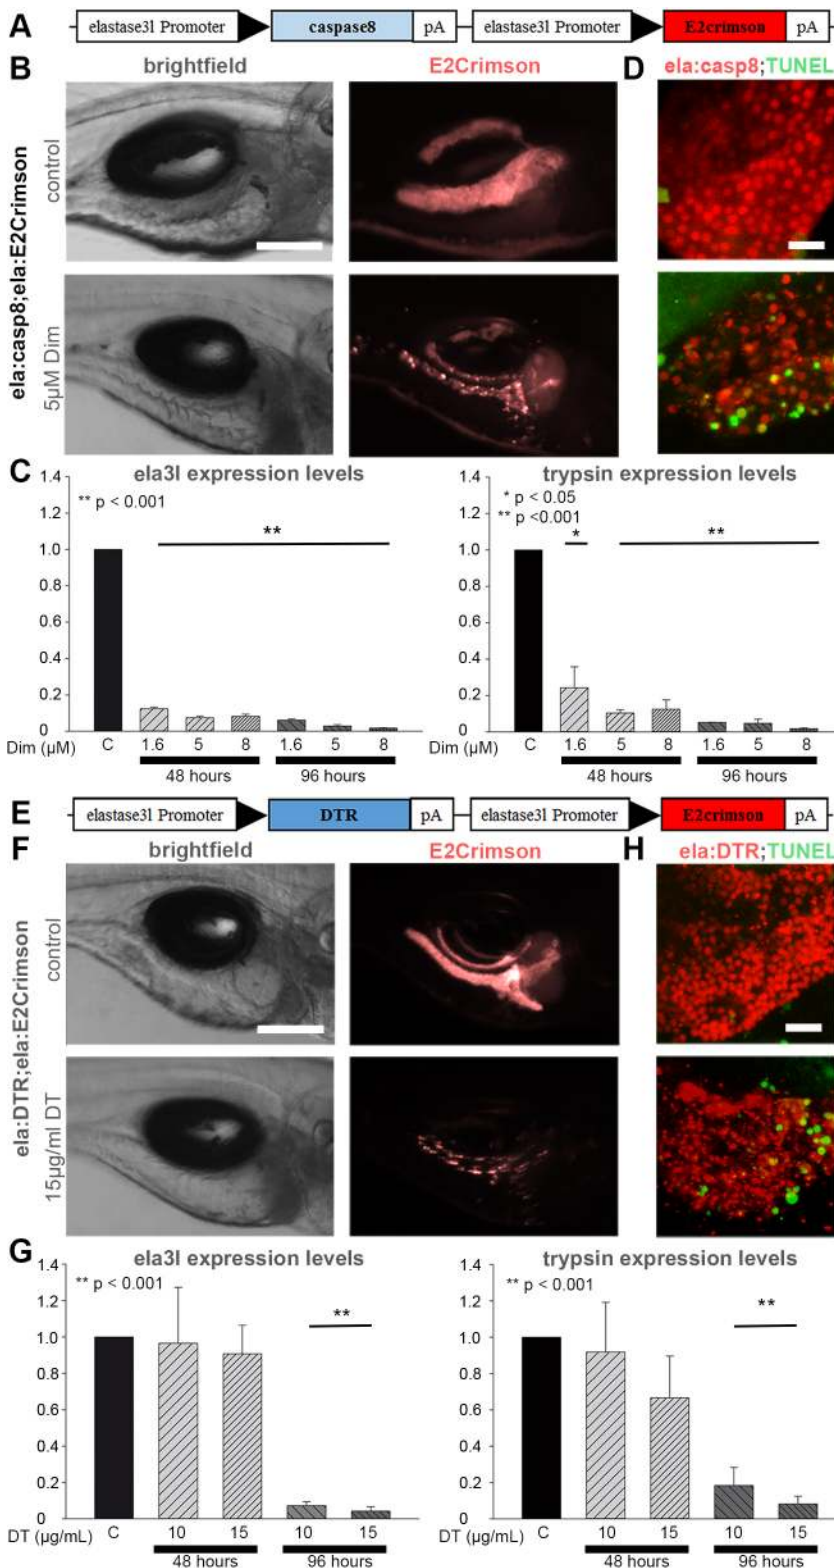 A
elastase3l Promoter caspase8 pA elastase3l Promoter E2crimson pA
B brightfield E2Crimson D ela:casp8;TUNEL
ela:casp8;ela:E2Crimson
control
5µM Dim
C ela3l expression levels trypsin expression levels
1.4 1.4
** p < 0.001 * p < 0.05
1.2 1.2
** p <0.001
** * **
1.0 1.0
0.8 0.8
0.6 0.6
0.4 0.4
0.2 0.2
0 0
Dim (µM) C 1.6 5 8 1.6 5 8 Dim (µM) C 1.6 5 8 1.6 5 8
48 hours 96 hours 48 hours 96 hours
E elastase3l Promoter DTR pA elastase3l Promoter E2crimson pA
F brightfield E2Crimson H ela:DTR;TUNEL
ela:DTR;ela:E2Crimson
control
15µg/ml DT
G ela3l expression levels trypsin expression levels
1.4 1.4
** p < 0.001 ** p < 0.001
1.2 1.2
** **
1.0 1.0
0.8 0.8
0.6 0.6
0.4 0.4
0.2 0.2
0 0
DT (µg/mL) C 10 15 10 15 DT (µg/mL) C 10 15 10 15
48 hours 96 hours 48 hours 96 hours